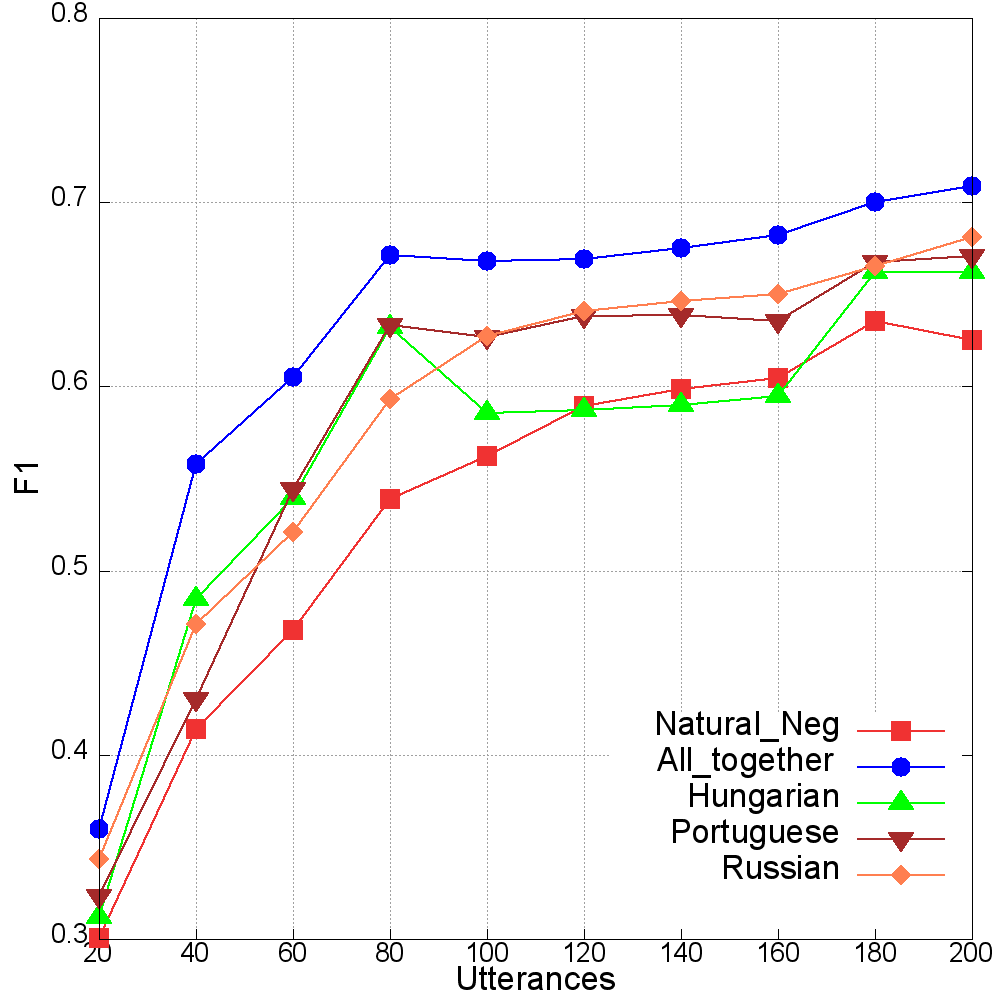 0.8
0.7
0.6
0.5
0.4
0.3
F1
20 40 60 80 100 120 140 160 180 200
Utterances
Natural_Neg
All_together
Hungarian
Portuguese
Russian